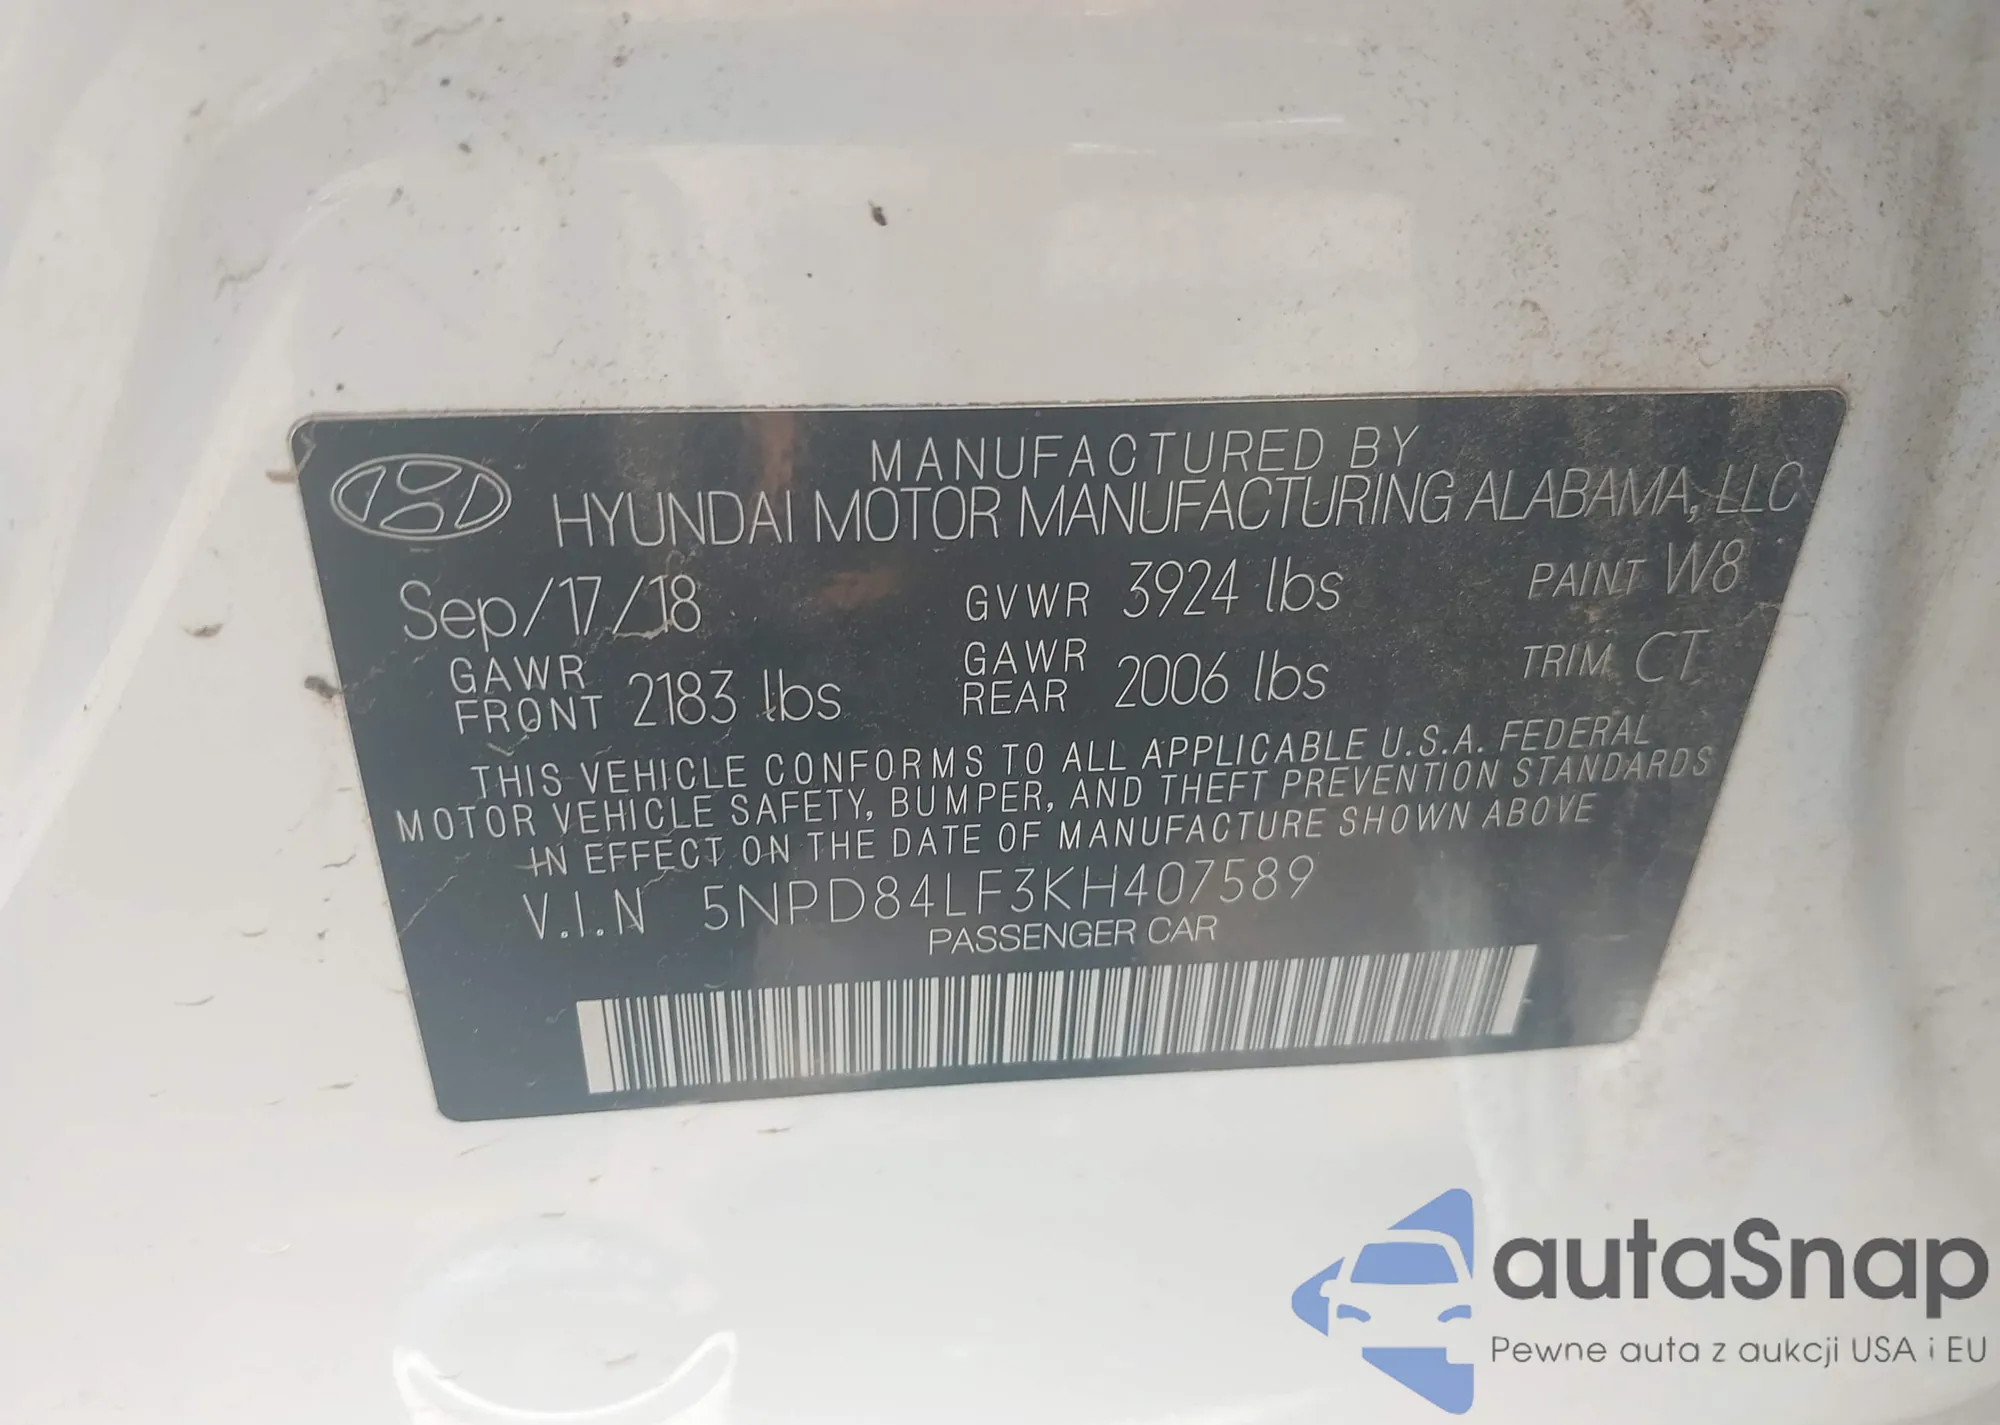 MANUFACTURED BY
HYUNDAI MOTOR MANUFACTURING ALABAMA, LLC
Sep/17/18 GVWR 3924 lbs PAINT W8
GAWR FRONT 2183 lbs GAWR REAR 2006 lbs TRIM CT
THIS VEHICLE CONFORMS TO ALL APPLICABLE U.S.A. FEDERAL
MOTOR VEHICLE SAFETY, BUMPER, AND THEFT PREVENTION STANDARDS
IN EFFECT ON THE DATE OF MANUFACTURE SHOWN ABOVE
V.I.N 5NPD84LF3KH407589
PASSENGER CAR
autaSnap
Pewne auta z aukcji USA i EU